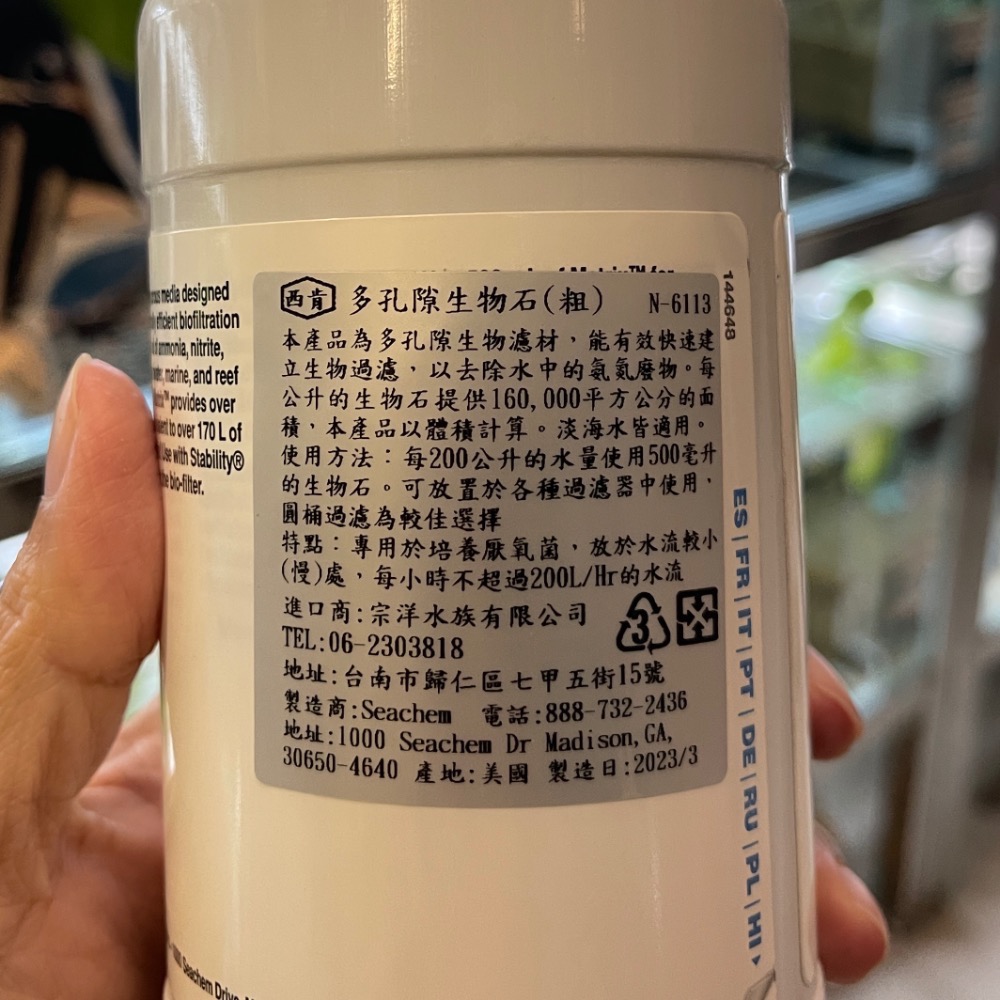 西肯 多孔隙生物石(粗) N-6113
本產品為多孔隙生物濾材，能有效快速建
立生物過濾，以去除水中的氨氮廢物。每
公升的生物石提供160,000平方公分的面
積，本產品以體積計算。淡海水皆適用。
使用方法：每200公升的水量使用500毫升
的生物石。可放置於各種過濾器中使用，
圓桶過濾為較佳選擇
特點：專用於培養厭氧菌，放於水流較小
(慢)處，每小時不超過200L/Hr的水流
進口商:宗洋水族有限公司
TEL:06-2303818
地址:台南市歸仁區七甲五街15號
製造商:Seachem 電話:888-732-2436
地址:1000 Seachem Dr Madison,GA,
30650-4640 產地:美國 製造日:2023/3
3
media designed
efficient biofiltration
ammonia, nitrite,
marine, and reef
provides over
to over 170 L of
use with Stability®
bio-filter.
144648
ES | FR | IT | PT | DE | RU | PL | HI
Seachem Drive